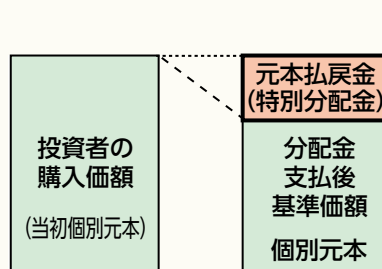 投資者の
購入価額
(当初個別元本)
元本払戻金
(特別分配金)
分配金
支払後
基準価額
個別元本